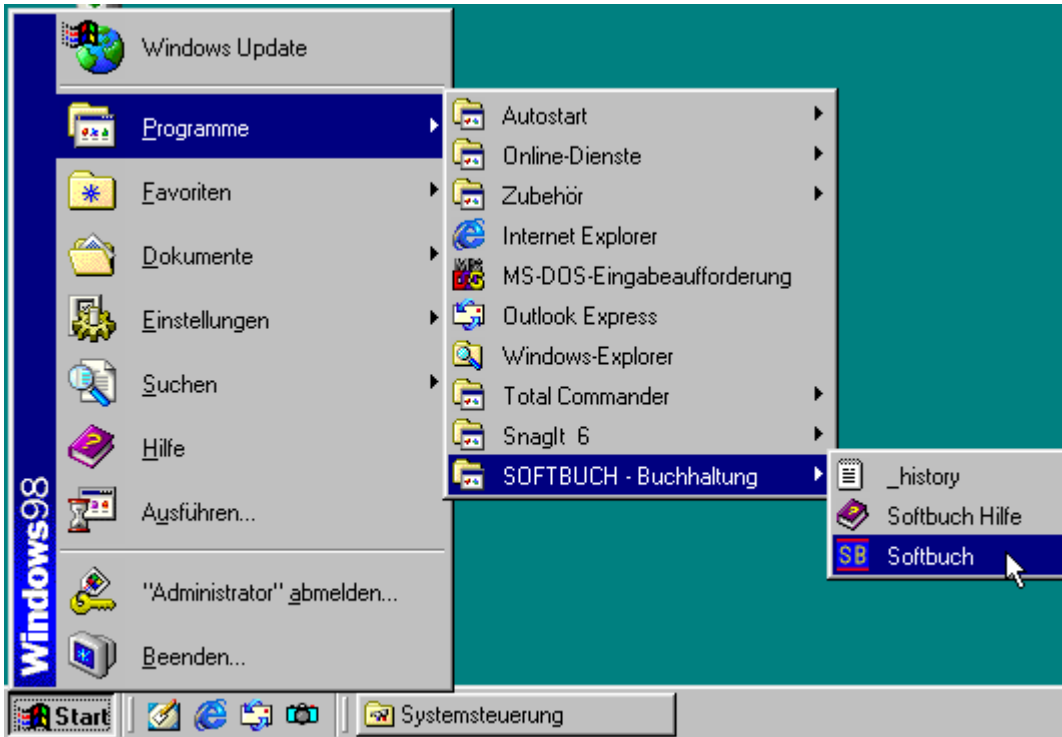 Windows98
Windows Update
Programme
Favoriten
Dokumente
Einstellungen
Suchen
Hilfe
Ausführen...
"Administrator" abmelden...
Beenden...
Autostart
Online-Dienste
Zubehör
Internet Explorer
MS-DOS-Eingabeaufforderung
Outlook Express
Windows-Explorer
Total Commander
SnagIt 6
SOFTBUCH - Buchhaltung
_history
Softbuch Hilfe
SB Softbuch
Start
Systemsteuerung